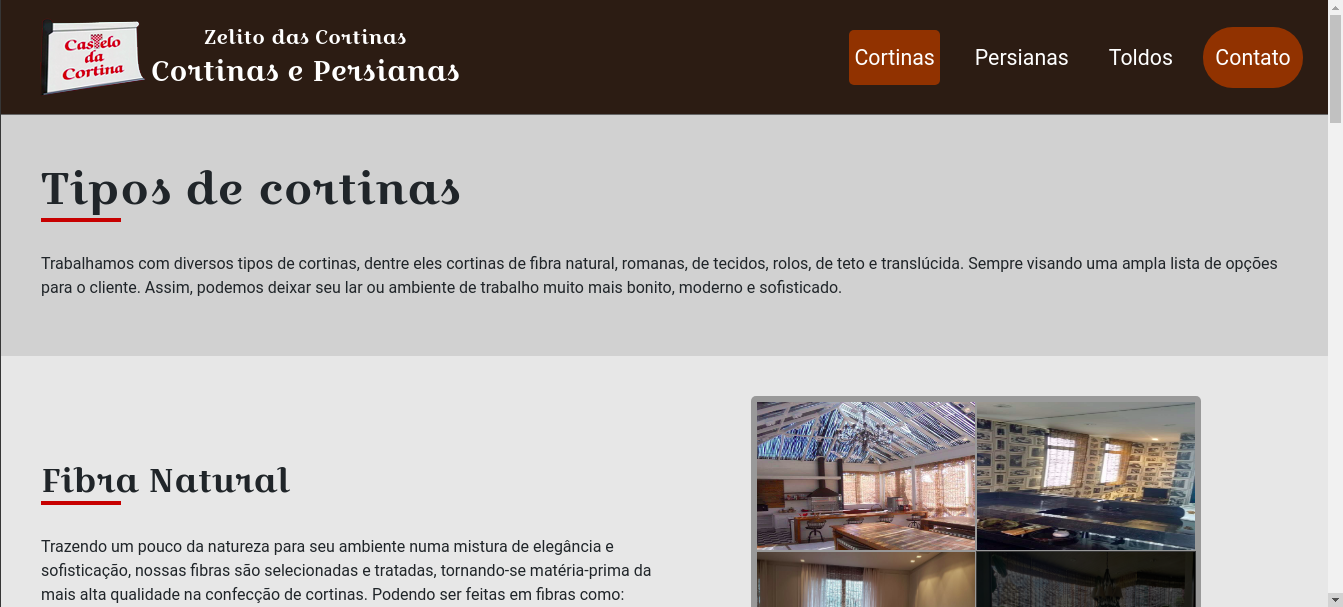 Castelo
da
Cortina
Zelito das Cortinas
Cortinas e Persianas
Cortinas
Persianas
Toldos
Contato
Tipos de cortinas
Trabalhamos com diversos tipos de cortinas, dentre eles cortinas de fibra natural, romanas, de tecidos, rolos, de teto e translúcida. Sempre visando uma ampla lista de opções
para o cliente. Assim, podemos deixar seu lar ou ambiente de trabalho muito mais bonito, moderno e sofisticado.
Fibra Natural
Trazendo um pouco da natureza para seu ambiente numa mistura de elegância e
sofisticação, nossas fibras são selecionadas e tratadas, tornando-se matéria-prima da
mais alta qualidade na confecção de cortinas. Podendo ser feitas em fibras como: